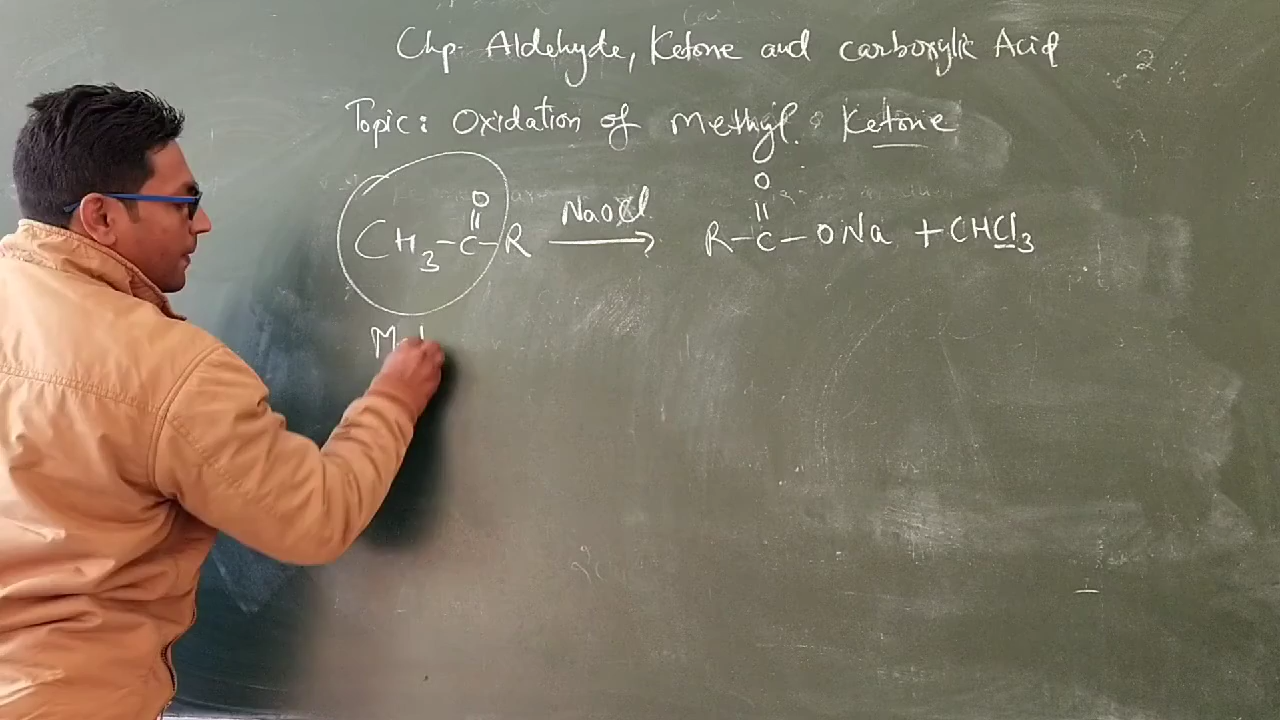 Chp. Aldehyde, Ketone and carboxylic Acid
Topic: Oxidation of Methyl Ketone
O
O
CH3-C-R NaOCl R-C-ONa + CHCl3